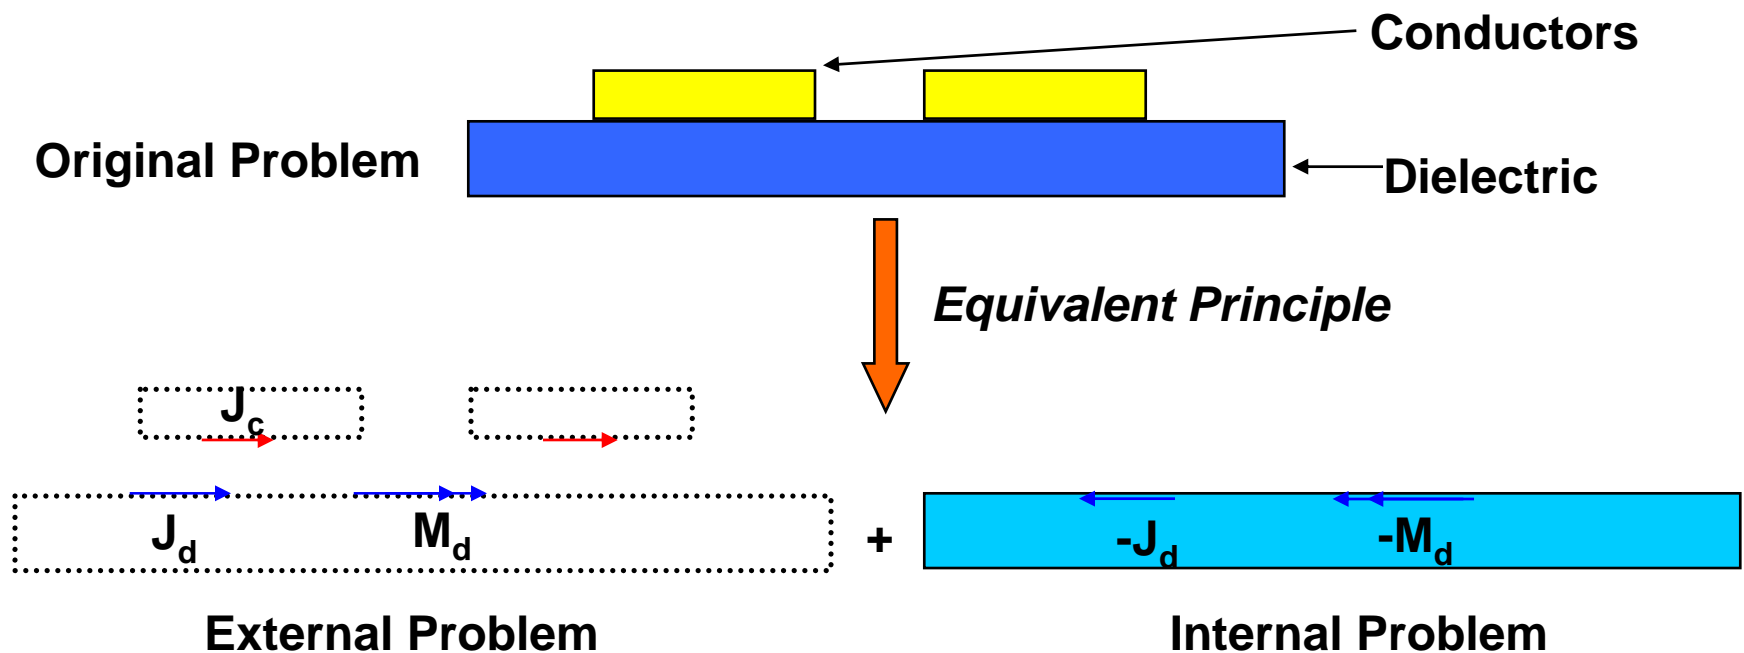 Conductors
Original Problem
Dielectric
Equivalent Principle
Jc
Jd
Md
+
-Jd
-Md
External Problem
Internal Problem